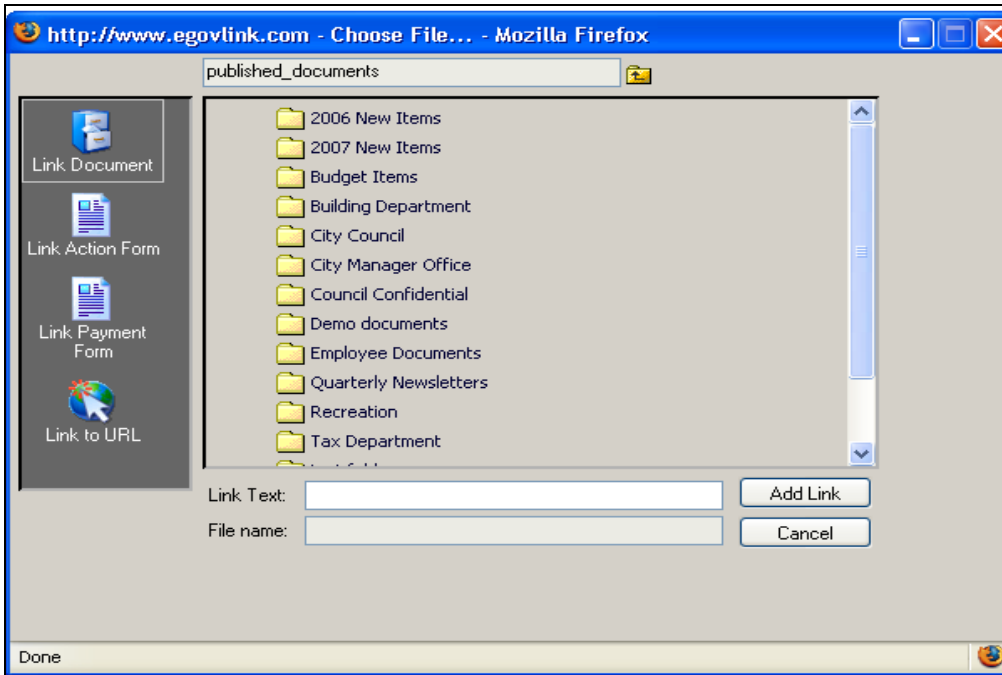 http://www.egovlink.com - Choose File... - Mozilla Firefox
published_documents
Link Document
Link Action Form
Link Payment
Form
Link to URL
2006 New Items
2007 New Items
Budget Items
Building Department
City Council
City Manager Office
Council Confidential
Demo documents
Employee Documents
Quarterly Newsletters
Recreation
Tax Department
Link Text:
Add Link
File name:
Cancel
Done